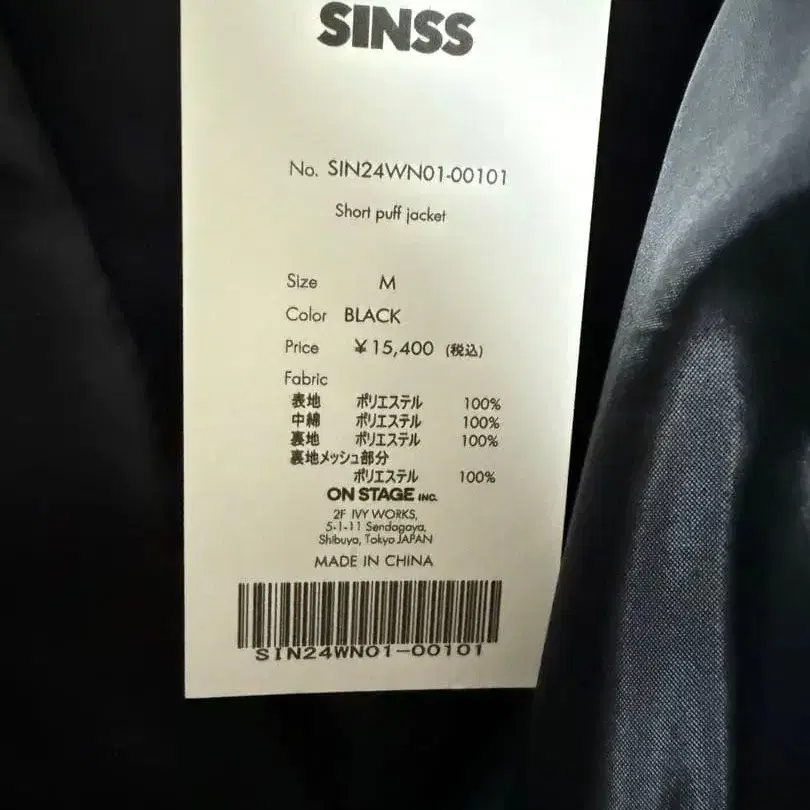 SINSS
No. SIN24WN01-00101
Short puff jacket
Size M
Color BLACK
Price ¥15,400 (税込)
Fabric
表地 ポリエステル 100%
中綿 ポリエステル 100%
裏地 ポリエステル 100%
裏地メッシュ部分
ポリエステル 100%
ON STAGE INC.
2F IVY WORKS,
5-1-11 Sendagaya,
Shibuya, Tokyo JAPAN
MADE IN CHINA
SIN24WN01-00101